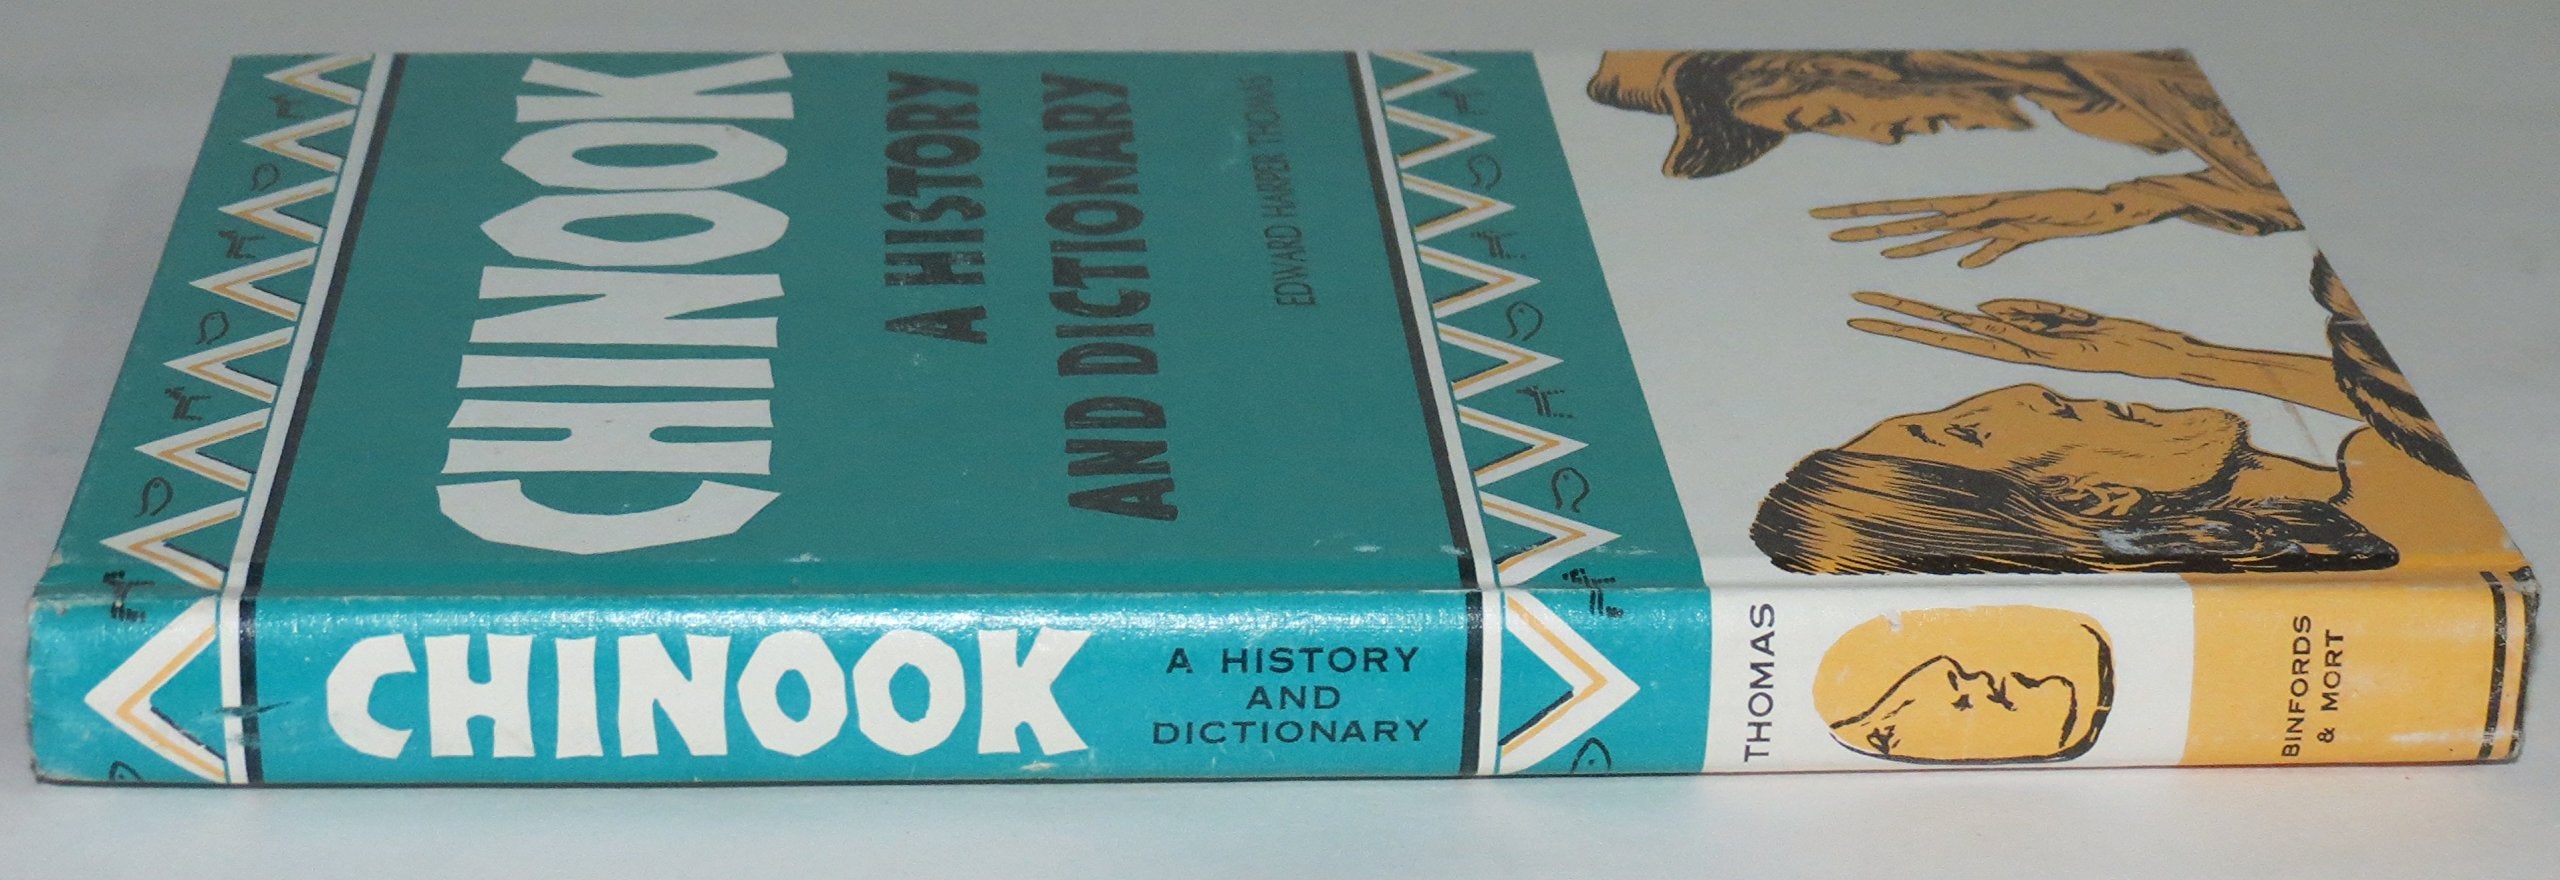 CHINOOK
A HISTORY
AND DICTIONARY
EDWARD HARPER THOMAS
CHINOOK
A HISTORY
AND
DICTIONARY
THOMAS
BINFORDS
& MORT